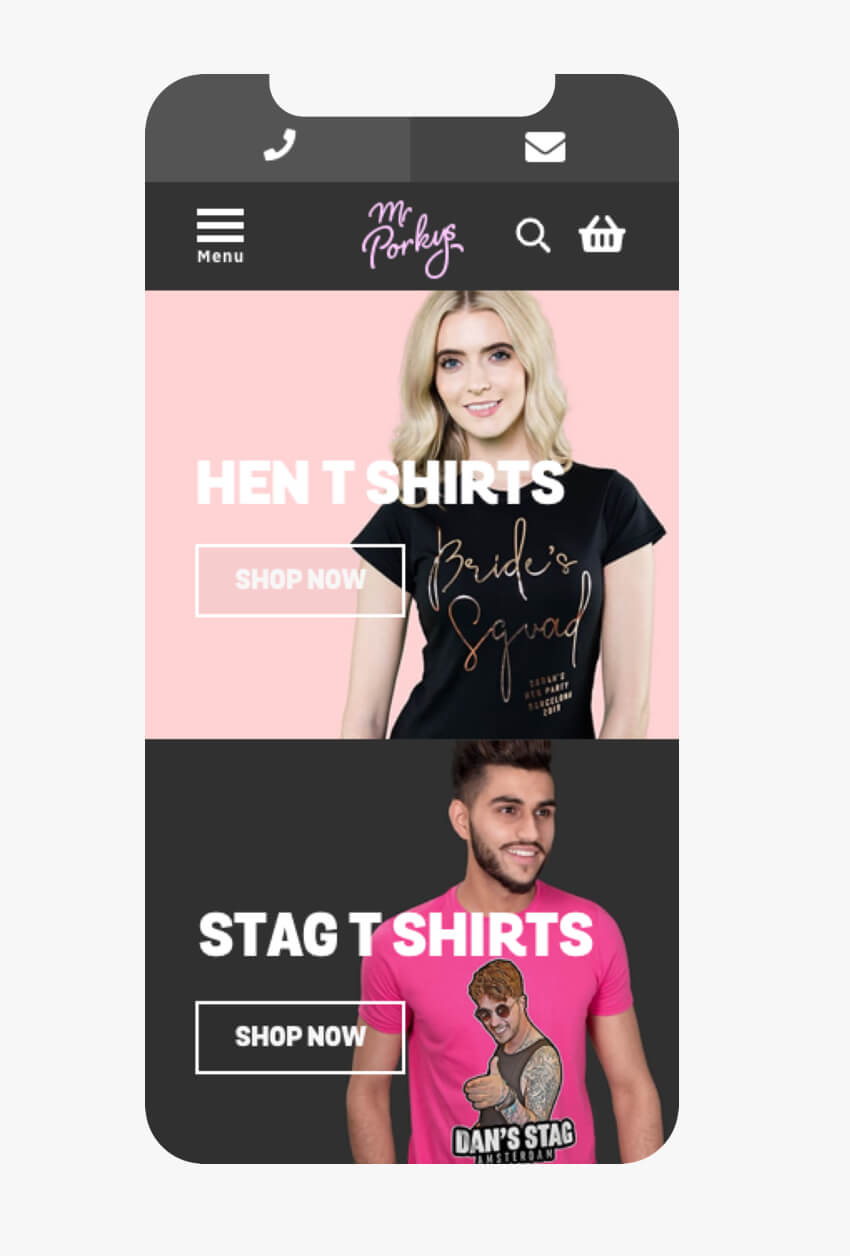 Menu
Mr
Porkys
HEN T SHIRTS
SHOP NOW
Bride's
Squad
SARAH'S
HEN PARTY
BARCELONA
2019
STAG T SHIRTS
SHOP NOW
DAN'S STAG
AMSTERDAM